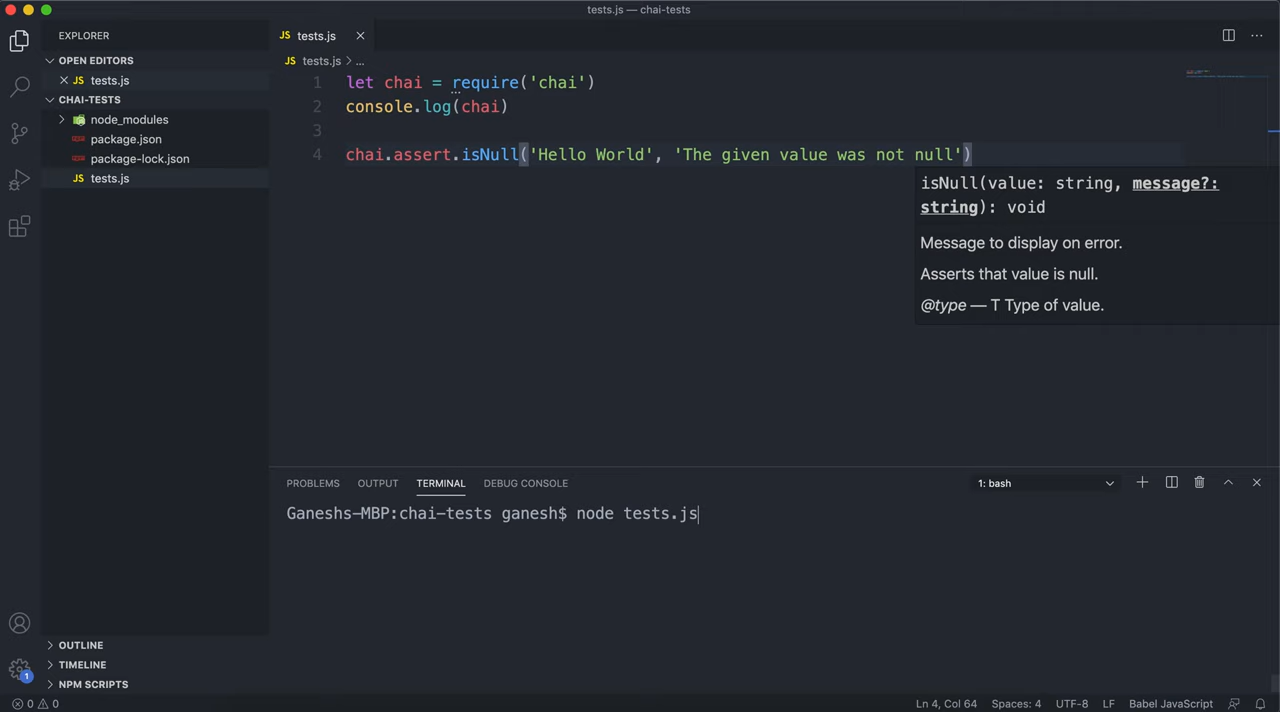 tests.js — chai-tests
EXPLORER
OPEN EDITORS
JS tests.js
CHAI-TESTS
node_modules
package.json
package-lock.json
JS tests.js
OUTLINE
TIMELINE
NPM SCRIPTS
1
JS tests.js
JS tests.js > ...
1 let chai = require('chai')
2 console.log(chai)
3
4 chai.assert.isNull('Hello World', 'The given value was not null')
isNull(value: string, message?:
string): void
Message to display on error.
Asserts that value is null.
@type — T Type of value.
PROBLEMS OUTPUT TERMINAL DEBUG CONSOLE 1: bash
Ganeshs-MBP:chai-tests ganesh$ node tests.js
0 0 Ln 4, Col 64 Spaces: 4 UTF-8 LF Babel JavaScript